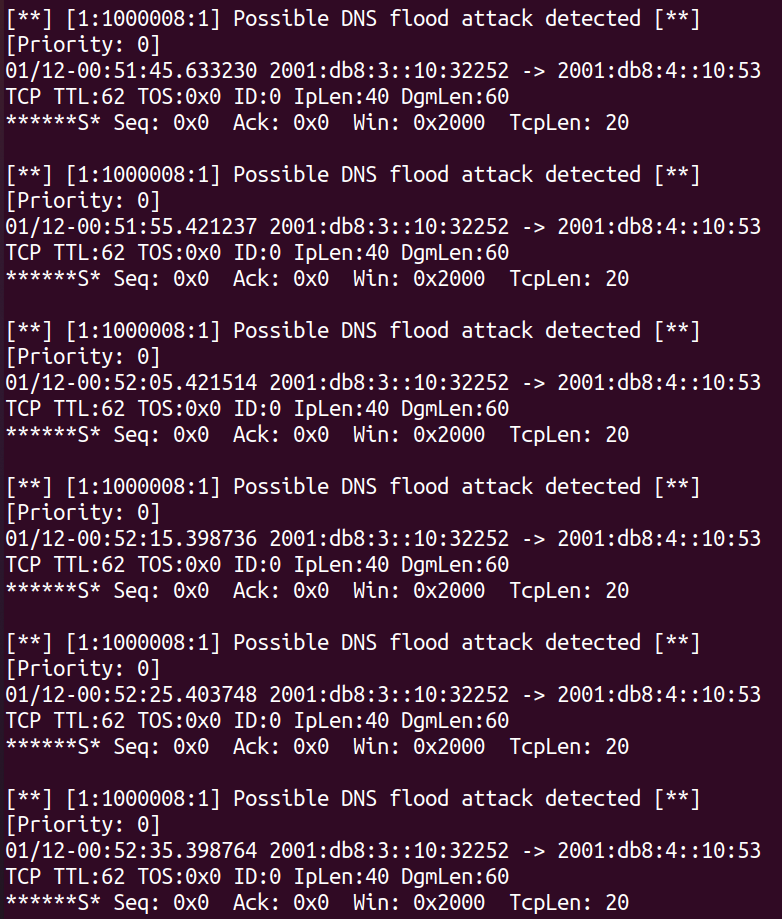 [**] [1:1000008:1] Possible DNS flood attack detected [**]
[Priority: 0]
01/12-00:51:45.633230 2001:db8:3::10:32252 -> 2001:db8:4::10:53
TCP TTL:62 TOS:0x0 ID:0 IpLen:40 DgmLen:60
******S* Seq: 0x0  Ack: 0x0  Win: 0x2000  TcpLen: 20

[**] [1:1000008:1] Possible DNS flood attack detected [**]
[Priority: 0]
01/12-00:51:55.421237 2001:db8:3::10:32252 -> 2001:db8:4::10:53
TCP TTL:62 TOS:0x0 ID:0 IpLen:40 DgmLen:60
******S* Seq: 0x0  Ack: 0x0  Win: 0x2000  TcpLen: 20

[**] [1:1000008:1] Possible DNS flood attack detected [**]
[Priority: 0]
01/12-00:52:05.421514 2001:db8:3::10:32252 -> 2001:db8:4::10:53
TCP TTL:62 TOS:0x0 ID:0 IpLen:40 DgmLen:60
******S* Seq: 0x0  Ack: 0x0  Win: 0x2000  TcpLen: 20

[**] [1:1000008:1] Possible DNS flood attack detected [**]
[Priority: 0]
01/12-00:52:15.398736 2001:db8:3::10:32252 -> 2001:db8:4::10:53
TCP TTL:62 TOS:0x0 ID:0 IpLen:40 DgmLen:60
******S* Seq: 0x0  Ack: 0x0  Win: 0x2000  TcpLen: 20

[**] [1:1000008:1] Possible DNS flood attack detected [**]
[Priority: 0]
01/12-00:52:25.403748 2001:db8:3::10:32252 -> 2001:db8:4::10:53
TCP TTL:62 TOS:0x0 ID:0 IpLen:40 DgmLen:60
******S* Seq: 0x0  Ack: 0x0  Win: 0x2000  TcpLen: 20

[**] [1:1000008:1] Possible DNS flood attack detected [**]
[Priority: 0]
01/12-00:52:35.398764 2001:db8:3::10:32252 -> 2001:db8:4::10:53
TCP TTL:62 TOS:0x0 ID:0 IpLen:40 DgmLen:60
******S* Seq: 0x0  Ack: 0x0  Win: 0x2000  TcpLen: 20